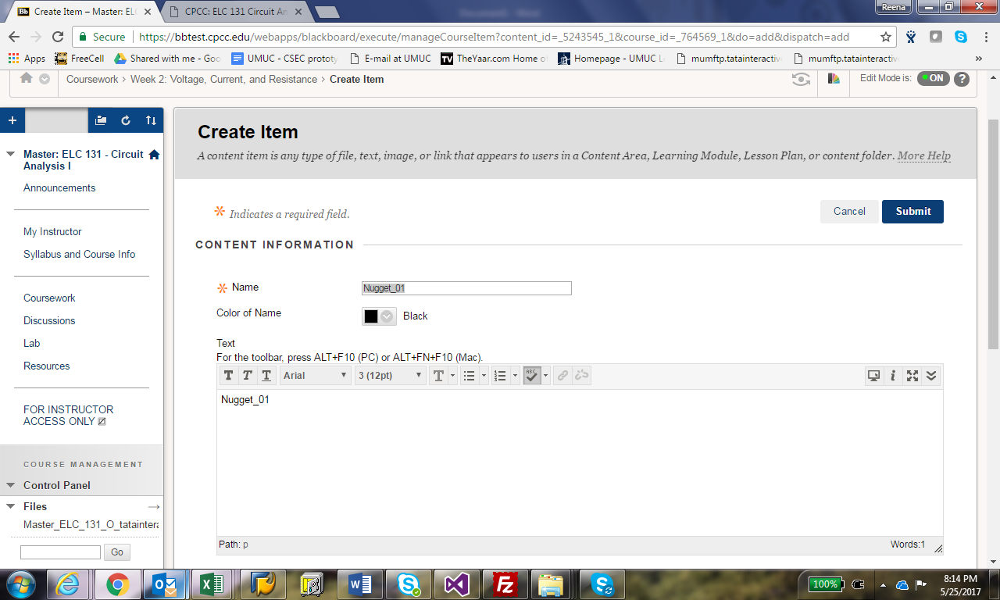 Create Item – Master: ELC
CPCC: ELC 131 Circuit An
Reena
Secure
https://bbtest.cpcc.edu/webapps/blackboard/execute/manageCourseItem?content_id=_5243545_1&course_id=_764569_1&do=add&dispatch=add
Apps
FreeCell
Shared with me - Goo
UMUC - CSEC prototy
E-mail at UMUC
TheYaar.com Home o
Homepage - UMUC L
mumftp.tatainteractive
mumftp.tatainteractive
»
Coursework > Week 2: Voltage, Current, and Resistance > Create Item
Edit Mode is: ON ?
Master: ELC 131 - Circuit
Analysis I
Announcements
My Instructor
Syllabus and Course Info
Coursework
Discussions
Lab
Resources
FOR INSTRUCTOR
ACCESS ONLY
COURSE MANAGEMENT
Control Panel
Files
Master_ELC_131_O_tataintera
Go
Create Item
A content item is any type of file, text, image, or link that appears to users in a Content Area, Learning Module, Lesson Plan, or content folder. More Help
Indicates a required field.
Cancel
Submit
CONTENT INFORMATION
Name
Nugget_01
Color of Name
Black
Text
For the toolbar, press ALT+F10 (PC) or ALT+FN+F10 (Mac).
T T T Arial 3 (12pt) T ABC i
Nugget_01
Path: p
Words:1
100%
8:14 PM
5/25/2017